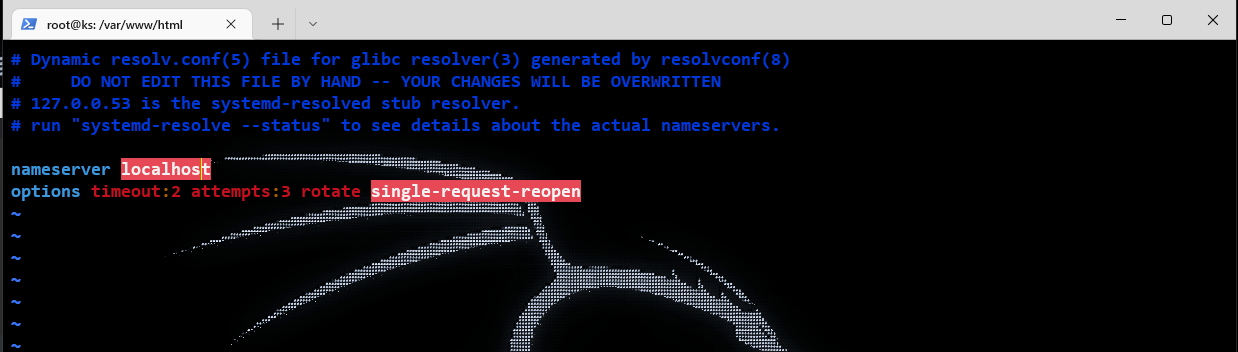 root@ks: /var/www/html
# Dynamic resolv.conf(5) file for glibc resolver(3) generated by resolvconf(8)
#     DO NOT EDIT THIS FILE BY HAND -- YOUR CHANGES WILL BE OVERWRITTEN
# 127.0.0.53 is the systemd-resolved stub resolver.
# run "systemd-resolve --status" to see details about the actual nameservers.
nameserver localhost
options timeout:2 attempts:3 rotate single-request-reopen
~
~
~
~
~
~
~